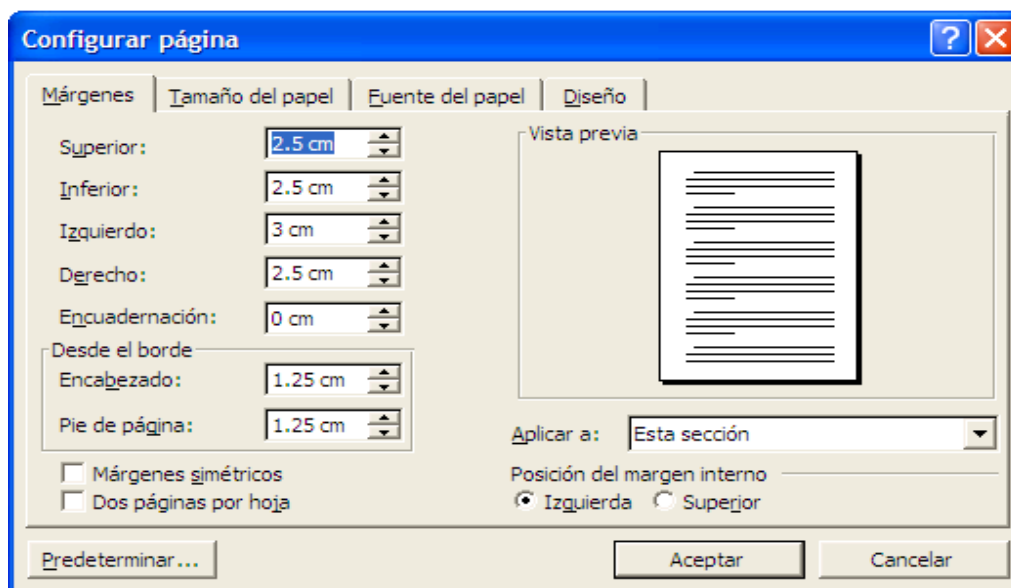 Configurar página
Márgenes Tamaño del papel Fuente del papel Diseño
Superior: 2.5 cm
Inferior: 2.5 cm
Izquierdo: 3 cm
Derecho: 2.5 cm
Encuadernación: 0 cm
Desde el borde
Encabezado: 1.25 cm
Pie de página: 1.25 cm
Márgenes simétricos
Dos páginas por hoja
Vista previa
Aplicar a: Esta sección
Posición del margen interno
Izquierda Superior
Predeterminar... Aceptar Cancelar